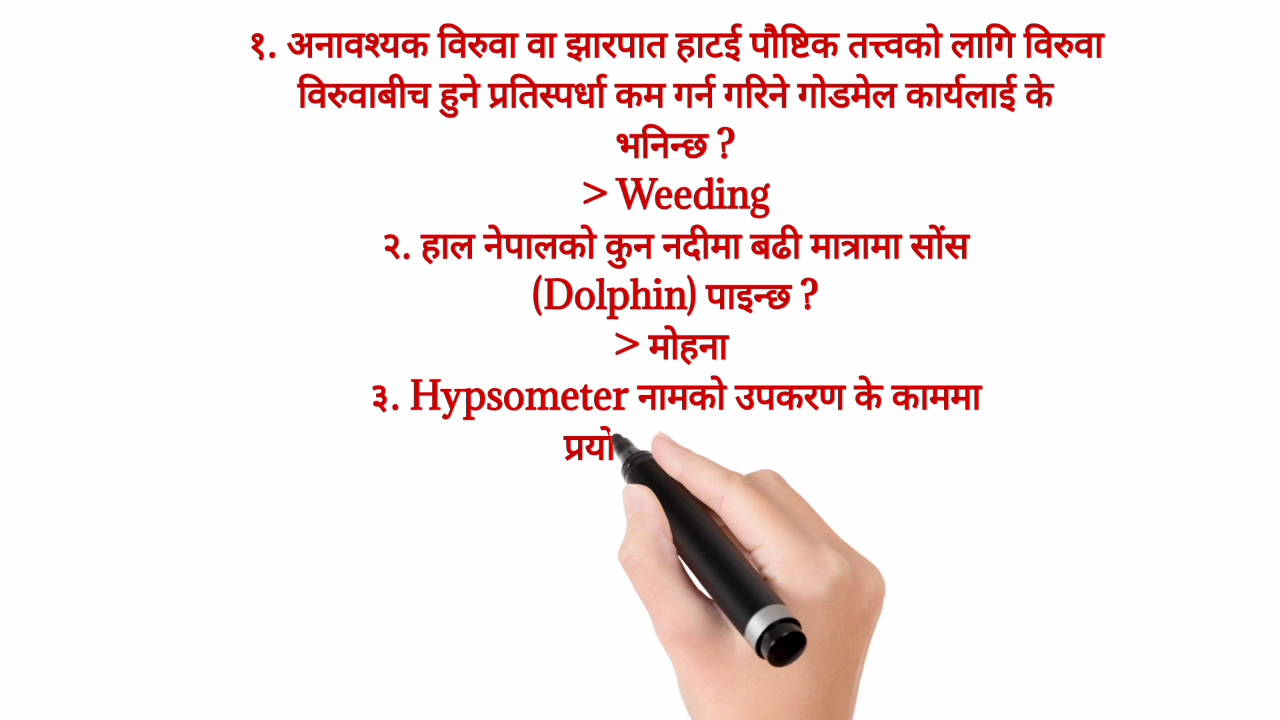 १. अनावश्यक विरुवा वा झारपात हाटई पौष्टिक तत्त्वको लागि विरुवा
विरुवाबीच हुने प्रतिस्पर्धा कम गर्न गरिने गोडमेल कार्यलाई के
भनिन्छ ?
> Weeding
२. हाल नेपालको कुन नदीमा बढी मात्रामा सोंस
(Dolphin) पाइन्छ ?
> मोहना
३. Hypsometer नामको उपकरण के काममा
प्रयो